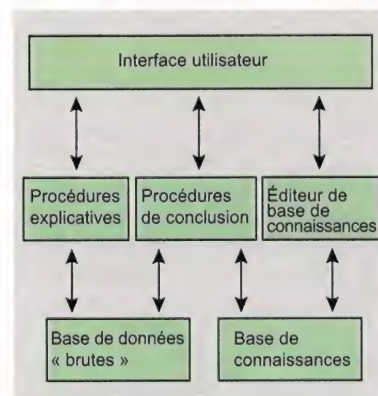 Interface utilisateur
Procédures
explicatives
Procédures
de conclusion
Éditeur de
base de
connaissances
Base de données
« brutes »
Base de
connaissances